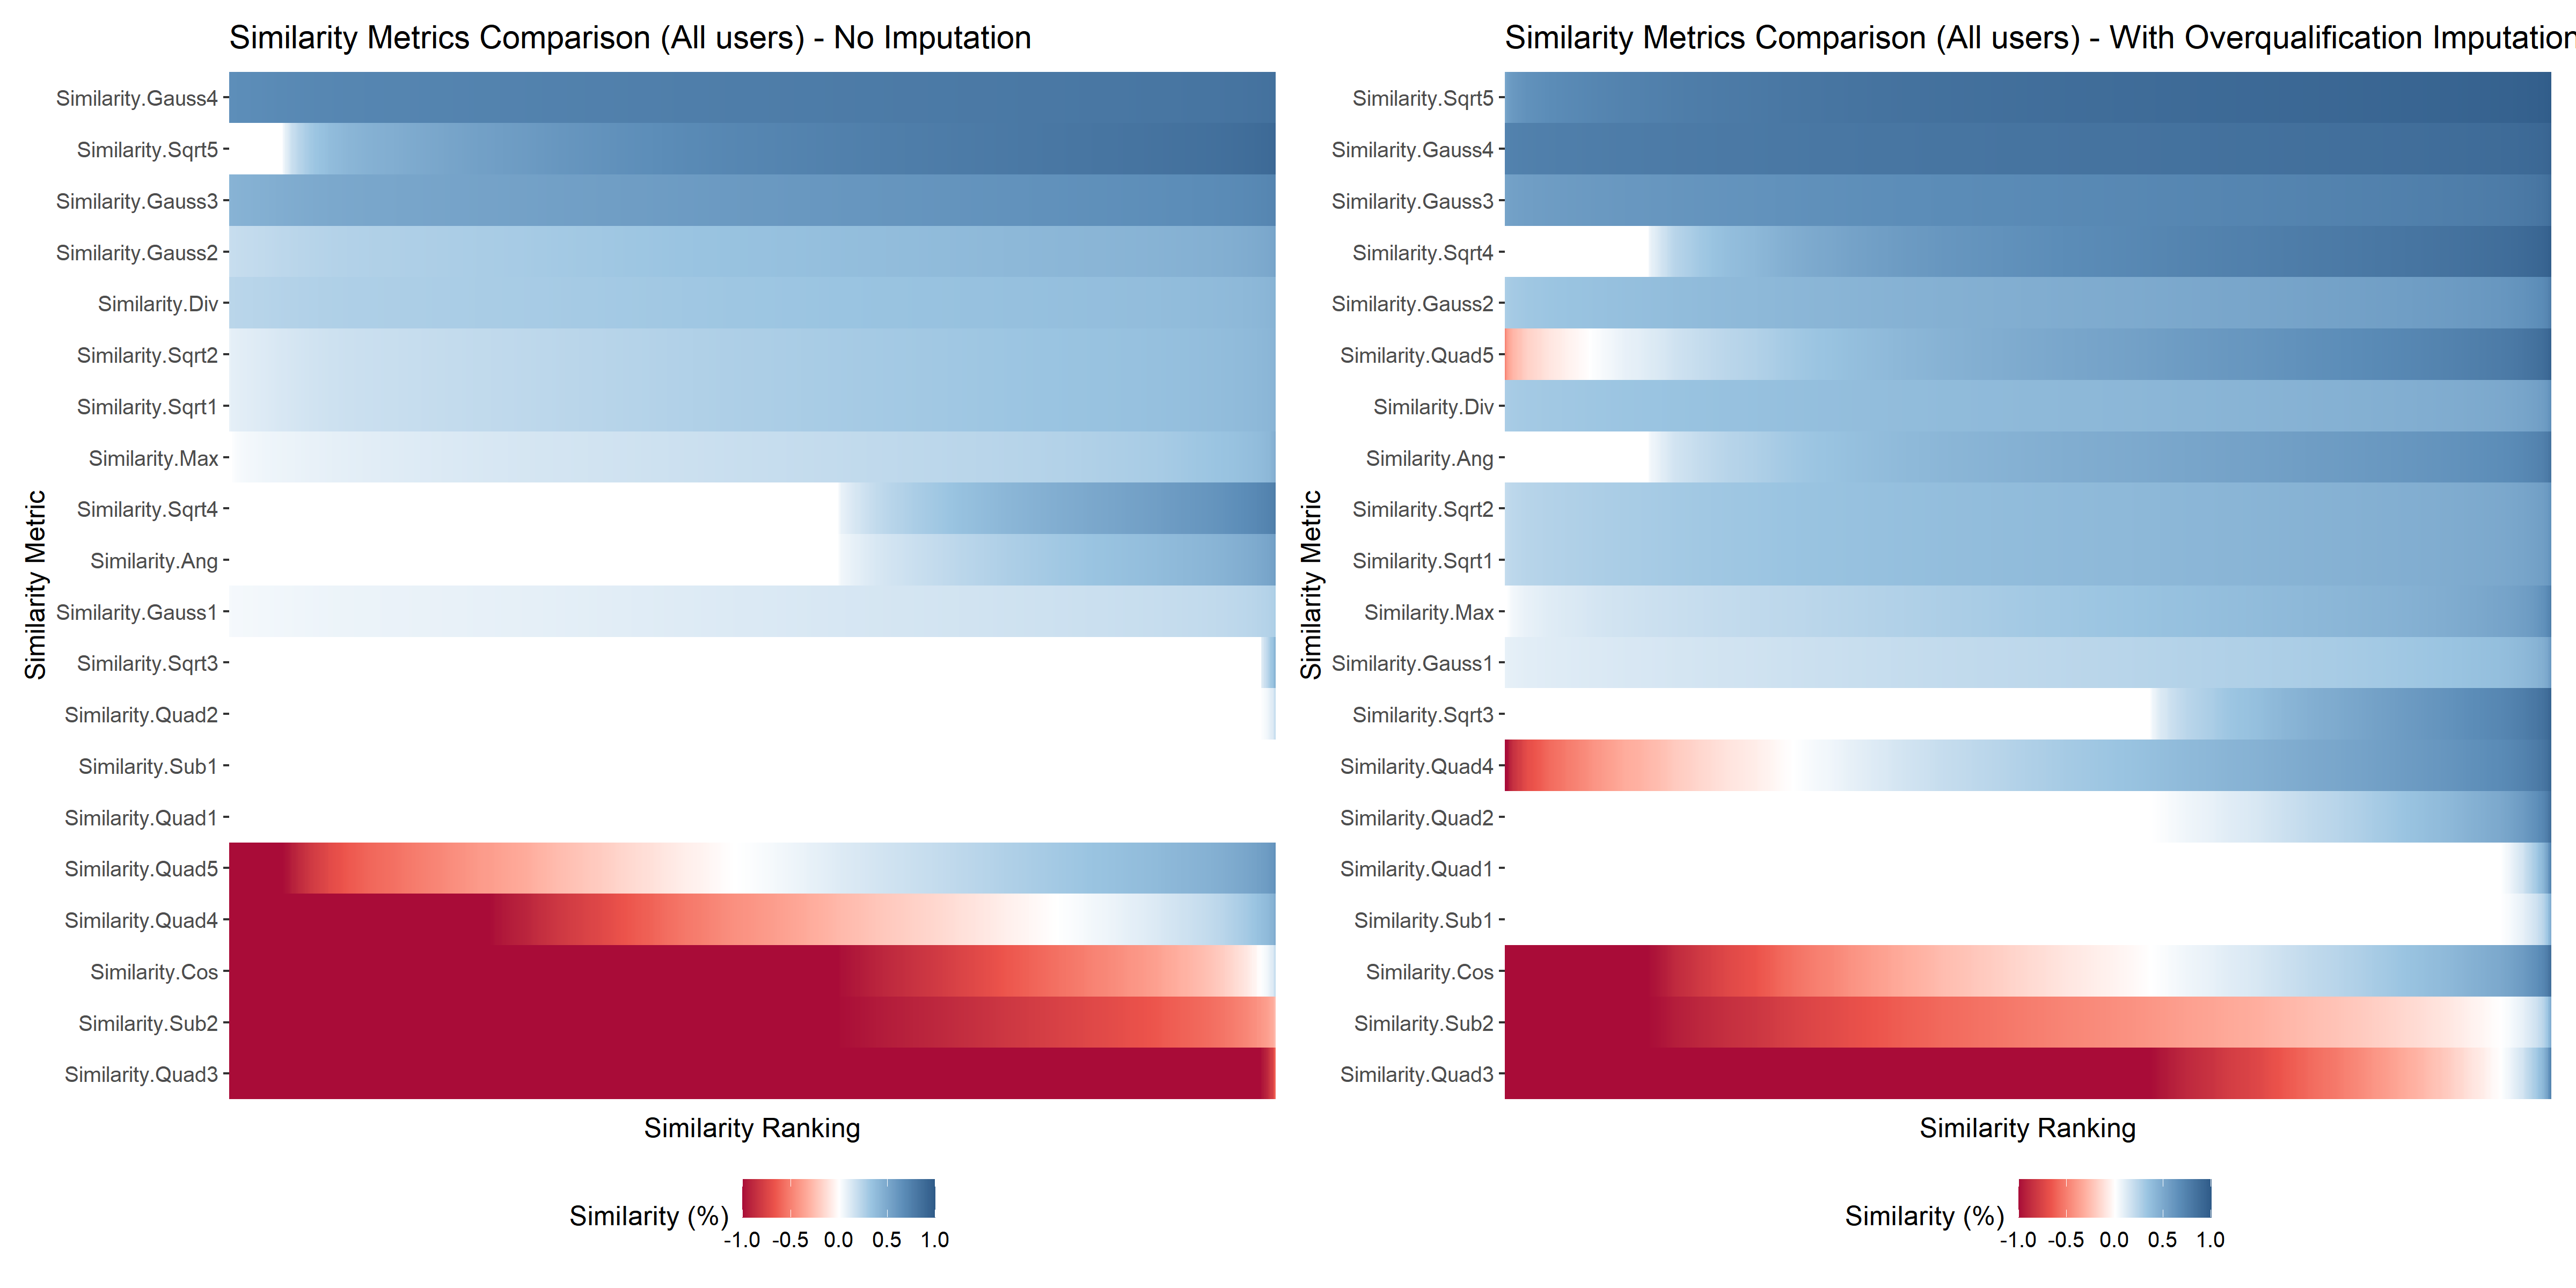 Similarity Metrics Comparison (All users) - No Imputation
Similarity Metric
Similarity.Gauss4
Similarity.Sqrt5
Similarity.Gauss3
Similarity.Gauss2
Similarity.Div
Similarity.Sqrt2
Similarity.Sqrt1
Similarity.Max
Similarity.Sqrt4
Similarity.Ang
Similarity.Gauss1
Similarity.Sqrt3
Similarity.Quad2
Similarity.Sub1
Similarity.Quad1
Similarity.Quad5
Similarity.Quad4
Similarity.Cos
Similarity.Sub2
Similarity.Quad3
Similarity Ranking
Similarity (%)
-1.0 -0.5 0.0 0.5 1.0
Similarity Metrics Comparison (All users) - With Overqualification Imputation
Similarity Metric
Similarity.Sqrt5
Similarity.Gauss4
Similarity.Gauss3
Similarity.Sqrt4
Similarity.Gauss2
Similarity.Quad5
Similarity.Div
Similarity.Ang
Similarity.Sqrt2
Similarity.Sqrt1
Similarity.Max
Similarity.Gauss1
Similarity.Sqrt3
Similarity.Quad4
Similarity.Quad2
Similarity.Quad1
Similarity.Sub1
Similarity.Cos
Similarity.Sub2
Similarity.Quad3
Similarity Ranking
Similarity (%)
-1.0 -0.5 0.0 0.5 1.0